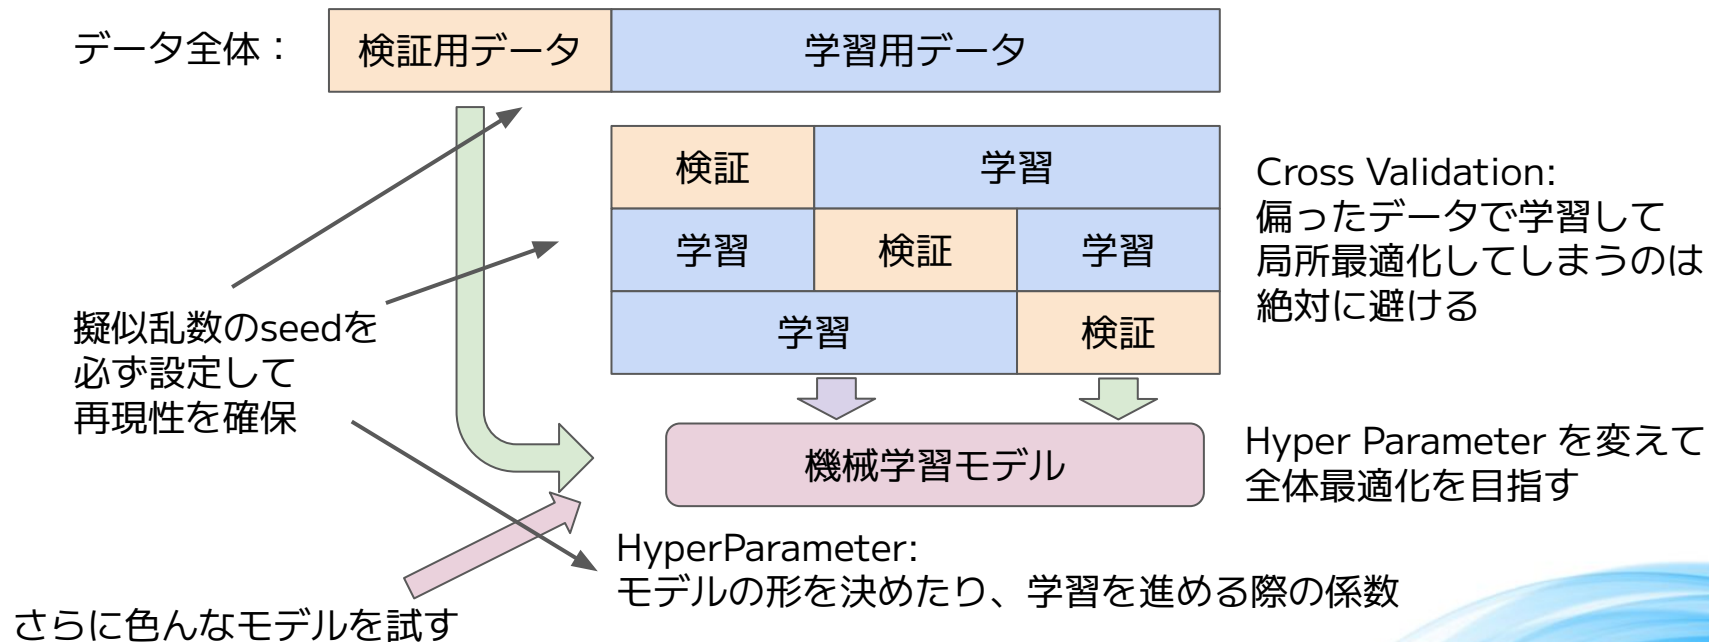 データ全体：
検証用データ
学習用データ
検証
学習
学習
検証
学習
学習
検証
Cross Validation:
偏ったデータで学習して
局所最適化してしまうのは
絶対に避ける
擬似乱数のseedを
必ず設定して
再現性を確保
機械学習モデル
Hyper Parameter を変えて
全体最適化を目指す
HyperParameter:
モデルの形を決めたり、学習を進める際の係数
さらに色んなモデルを試す